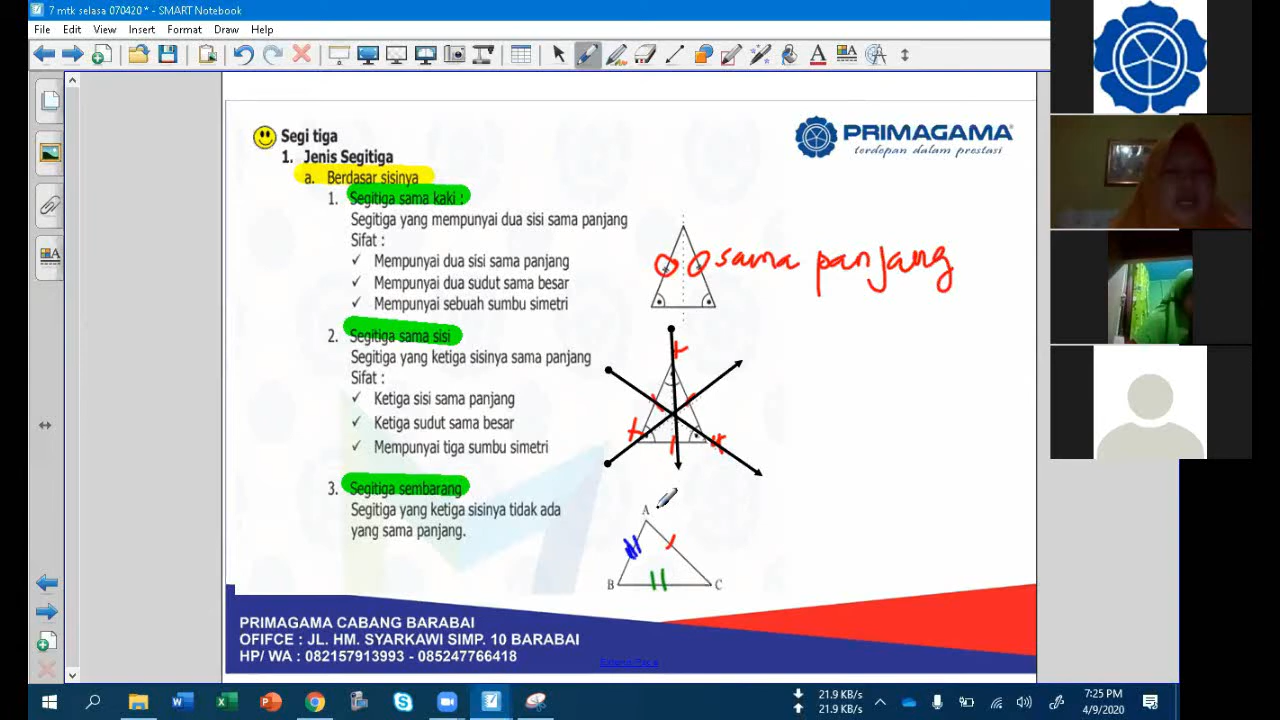 7 mtk selasa 070420 * - SMART Notebook
File Edit View Insert Format Draw Help
PRIMAGAMA
terdepan dalam prestasi
Segi tiga
1. Jenis Segitiga
a. Berdasar sisinya
1. Segitiga sama kaki :
Segitiga yang mempunyai dua sisi sama panjang
Sifat :
✓ Mempunyai dua sisi sama panjang
✓ Mempunyai dua sudut sama besar
✓ Mempunyai sebuah sumbu simetri
sama panjang
2. Segitiga sama sisi
Segitiga yang ketiga sisinya sama panjang
Sifat :
✓ Ketiga sisi sama panjang
✓ Ketiga sudut sama besar
✓ Mempunyai tiga sumbu simetri
3. Segitiga sembarang
Segitiga yang ketiga sisinya tidak ada
yang sama panjang.
A
B C
PRIMAGAMA CABANG BARABAI
OFIFCE : JL. HM. SYARKAWI SIMP. 10 BARABAI
HP/ WA : 082157913993 - 085247766418
Extend Page
21.9 KB/s
21.9 KB/s
7:25 PM
4/9/2020